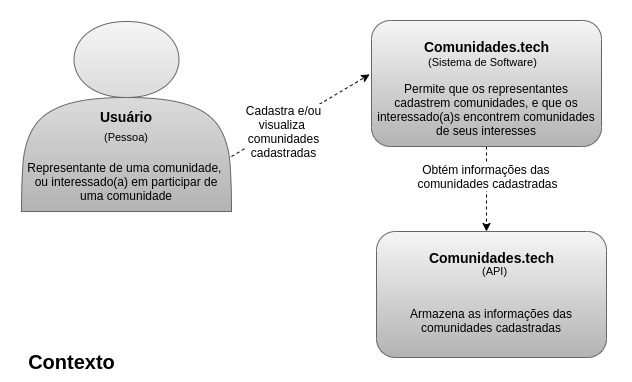 Usuário
(Pessoa)
Representante de uma comunidade,
ou interessado(a) em participar de
uma comunidade
Cadastra e/ou
visualiza
comunidades
cadastradas
Comunidades.tech
(Sistema de Software)
Permite que os representantes
cadastrem comunidades, e que os
interessado(a)s encontrem comunidades
de seus interesses
Obtém informações das
comunidades cadastradas
Comunidades.tech
(API)
Armazena as informações das
comunidades cadastradas
Contexto